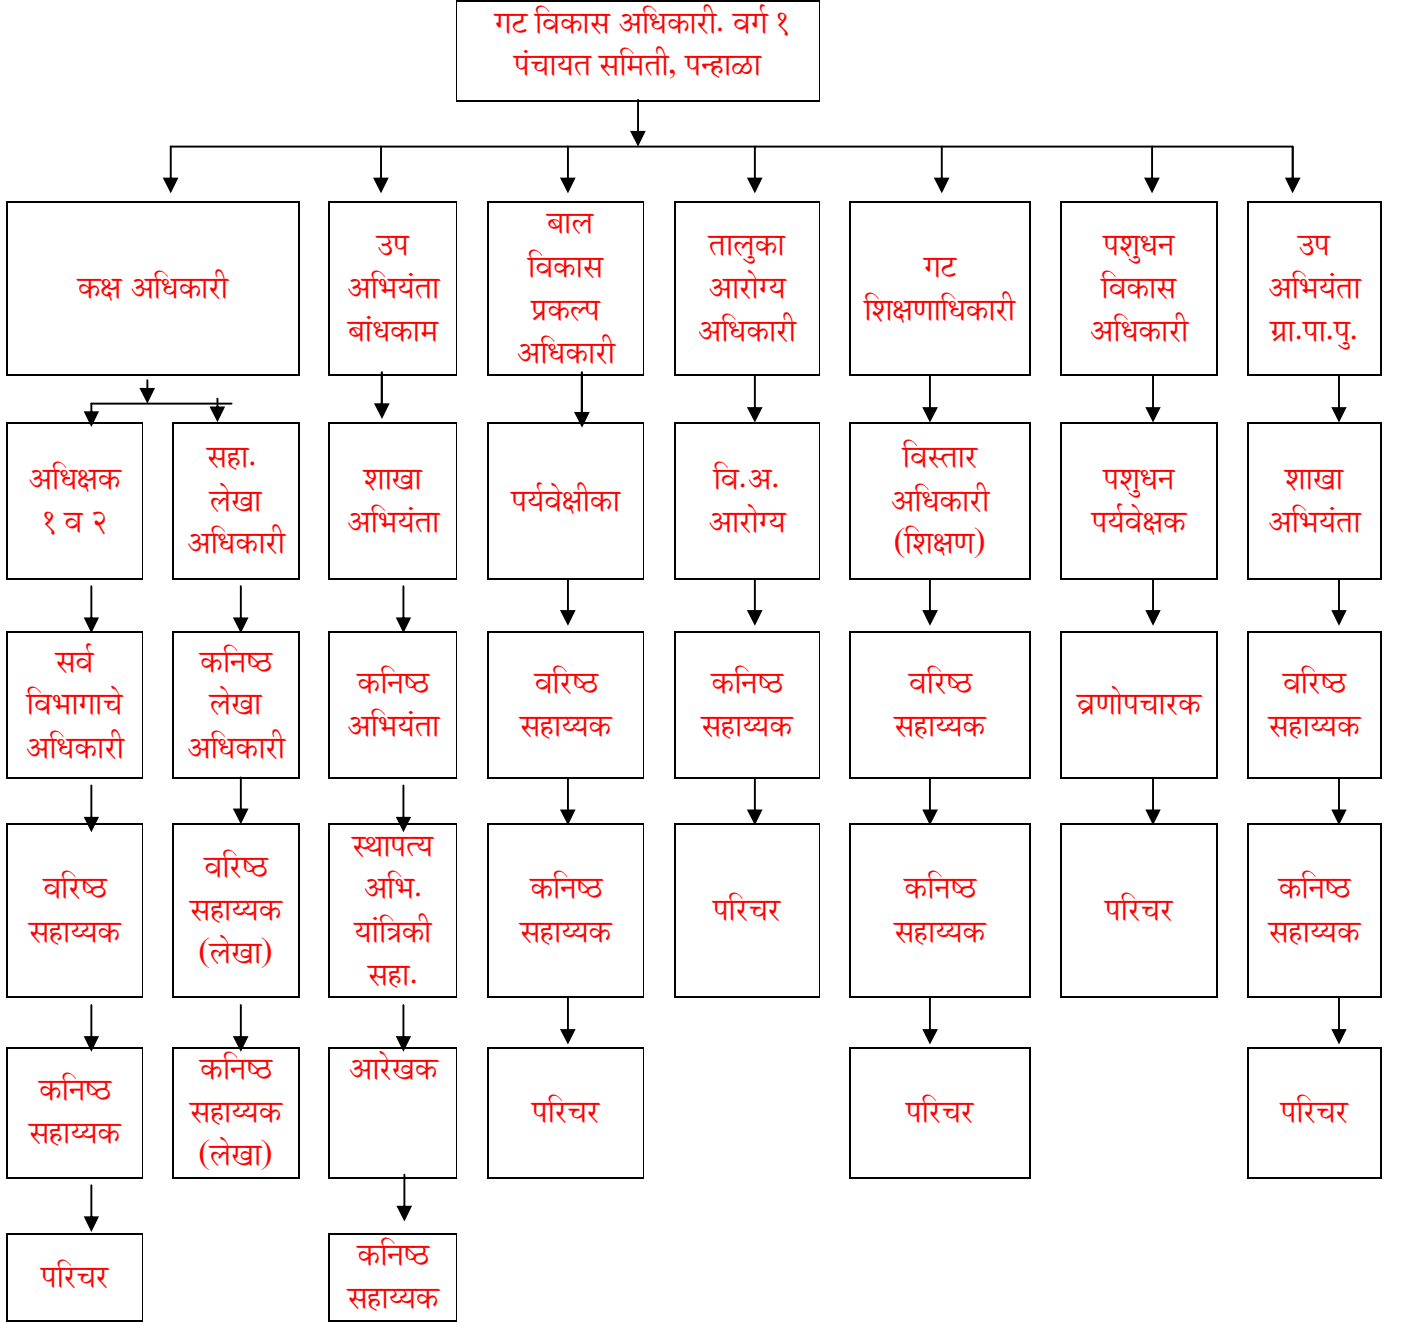 गट विकास अधिकारी. वर्ग १
पंचायत समिती, पन्हाळा
कक्ष अधिकारी
उप
अभियंता
बांधकाम
बाल
विकास
प्रकल्प
अधिकारी
तालुका
आरोग्य
अधिकारी
गट
शिक्षणाधिकारी
पशुधन
विकास
अधिकारी
उप
अभियंता
ग्रा.पा.पु.
अधिक्षक
१ व २
सहा.
लेखा
अधिकारी
शाखा
अभियंता
पर्यवेक्षीका
वि.अ.
आरोग्य
विस्तार
अधिकारी
(शिक्षण)
पशुधन
पर्यवेक्षक
शाखा
अभियंता
सर्व
विभागाचे
अधिकारी
कनिष्ठ
लेखा
अधिकारी
कनिष्ठ
अभियंता
वरिष्ठ
सहाय्यक
कनिष्ठ
सहाय्यक
वरिष्ठ
सहाय्यक
व्रणोपचारक
वरिष्ठ
सहाय्यक
वरिष्ठ
सहाय्यक
वरिष्ठ
सहाय्यक
(लेखा)
स्थापत्य
अभि.
यांत्रिकी
सहा.
कनिष्ठ
सहाय्यक
परिचर
कनिष्ठ
सहाय्यक
परिचर
कनिष्ठ
सहाय्यक
कनिष्ठ
सहाय्यक
कनिष्ठ
सहाय्यक
(लेखा)
आरेखक
परिचर
परिचर
परिचर
परिचर
कनिष्ठ
सहाय्यक